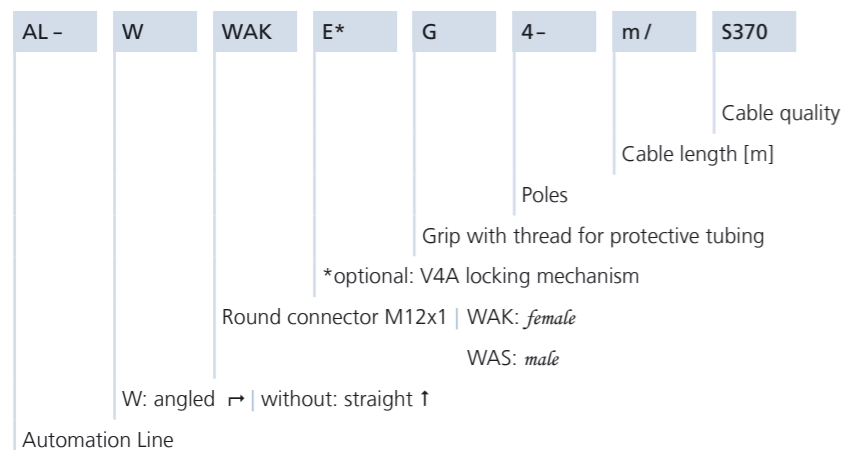 AL – W WAK E* G 4– m/ S370
Cable quality
Cable length [m]
Poles
Grip with thread for protective tubing
*optional: V4A locking mechanism
Round connector M12x1 | WAK: female
WAS: male
W: angled ↱ | without: straight ↑
Automation Line